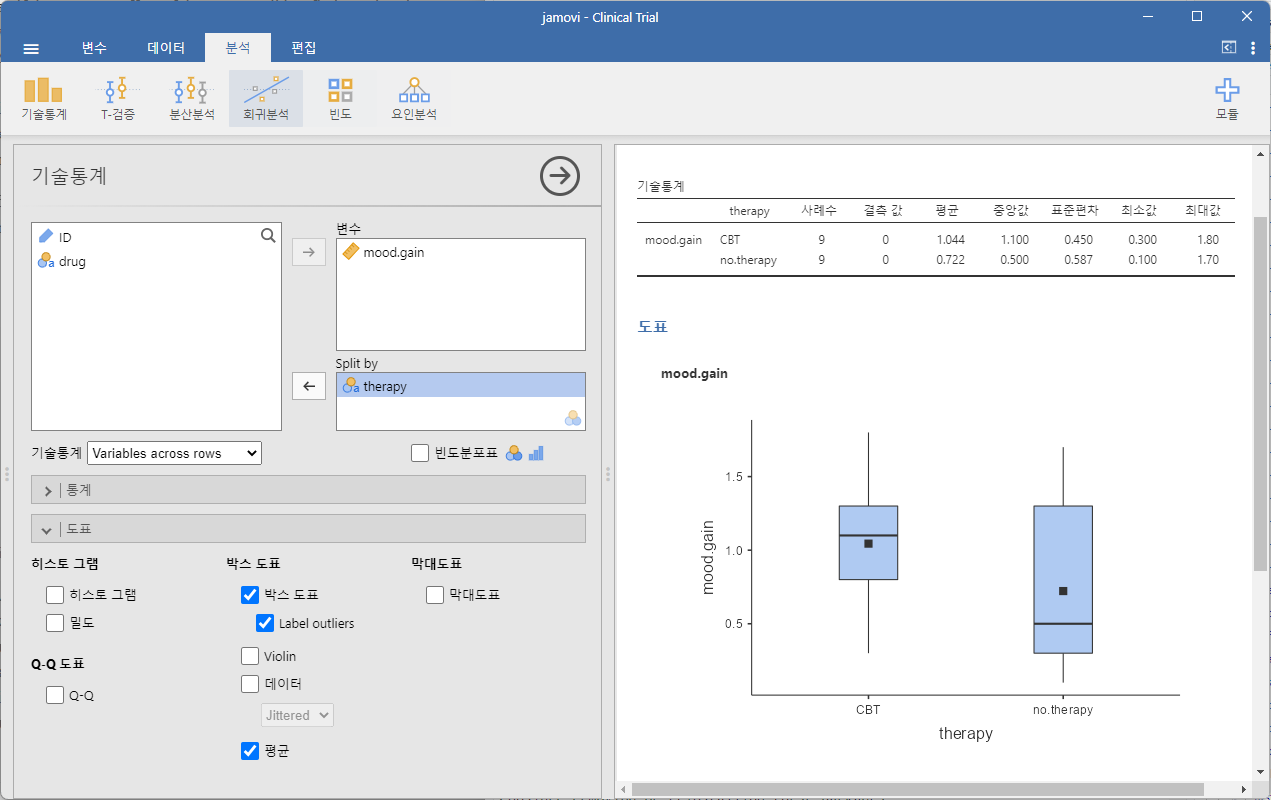 jamovi - Clinical Trial
변수 데이터 분석 편집
기술통계 T-검증 분산분석 회귀분석 빈도 요인분석 모듈
기술통계
ID
drug
변수
mood.gain
Split by
therapy
기술통계 Variables across rows 빈도분포표
통계
도표
히스토 그램 박스 도표 막대도표
히스토 그램 박스 도표 막대도표
밀도 Label outliers
Violin
Q-Q 도표
데이터
Q-Q
Jittered
평균
기술통계
therapy 사례수 결측 값 평균 중앙값 표준편차 최소값 최대값
mood.gain CBT 9 0 1.044 1.100 0.450 0.300 1.80
no.therapy 9 0 0.722 0.500 0.587 0.100 1.70
도표
mood.gain
1.5
1.0
0.5
mood.gain
CBT no.therapy
therapy